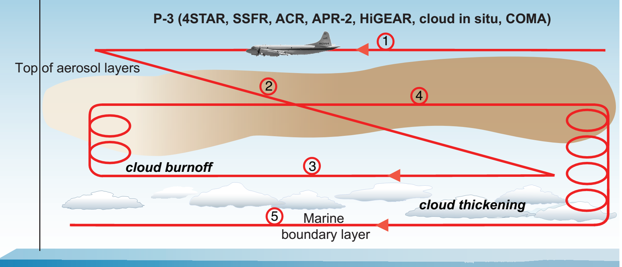 P-3 (4STAR, SSFR, ACR, APR-2, HiGEAR, cloud in situ, COMA)
1
Top of aerosol layers
2
4
cloud burnoff
3
cloud thickening
5
Marine
boundary layer